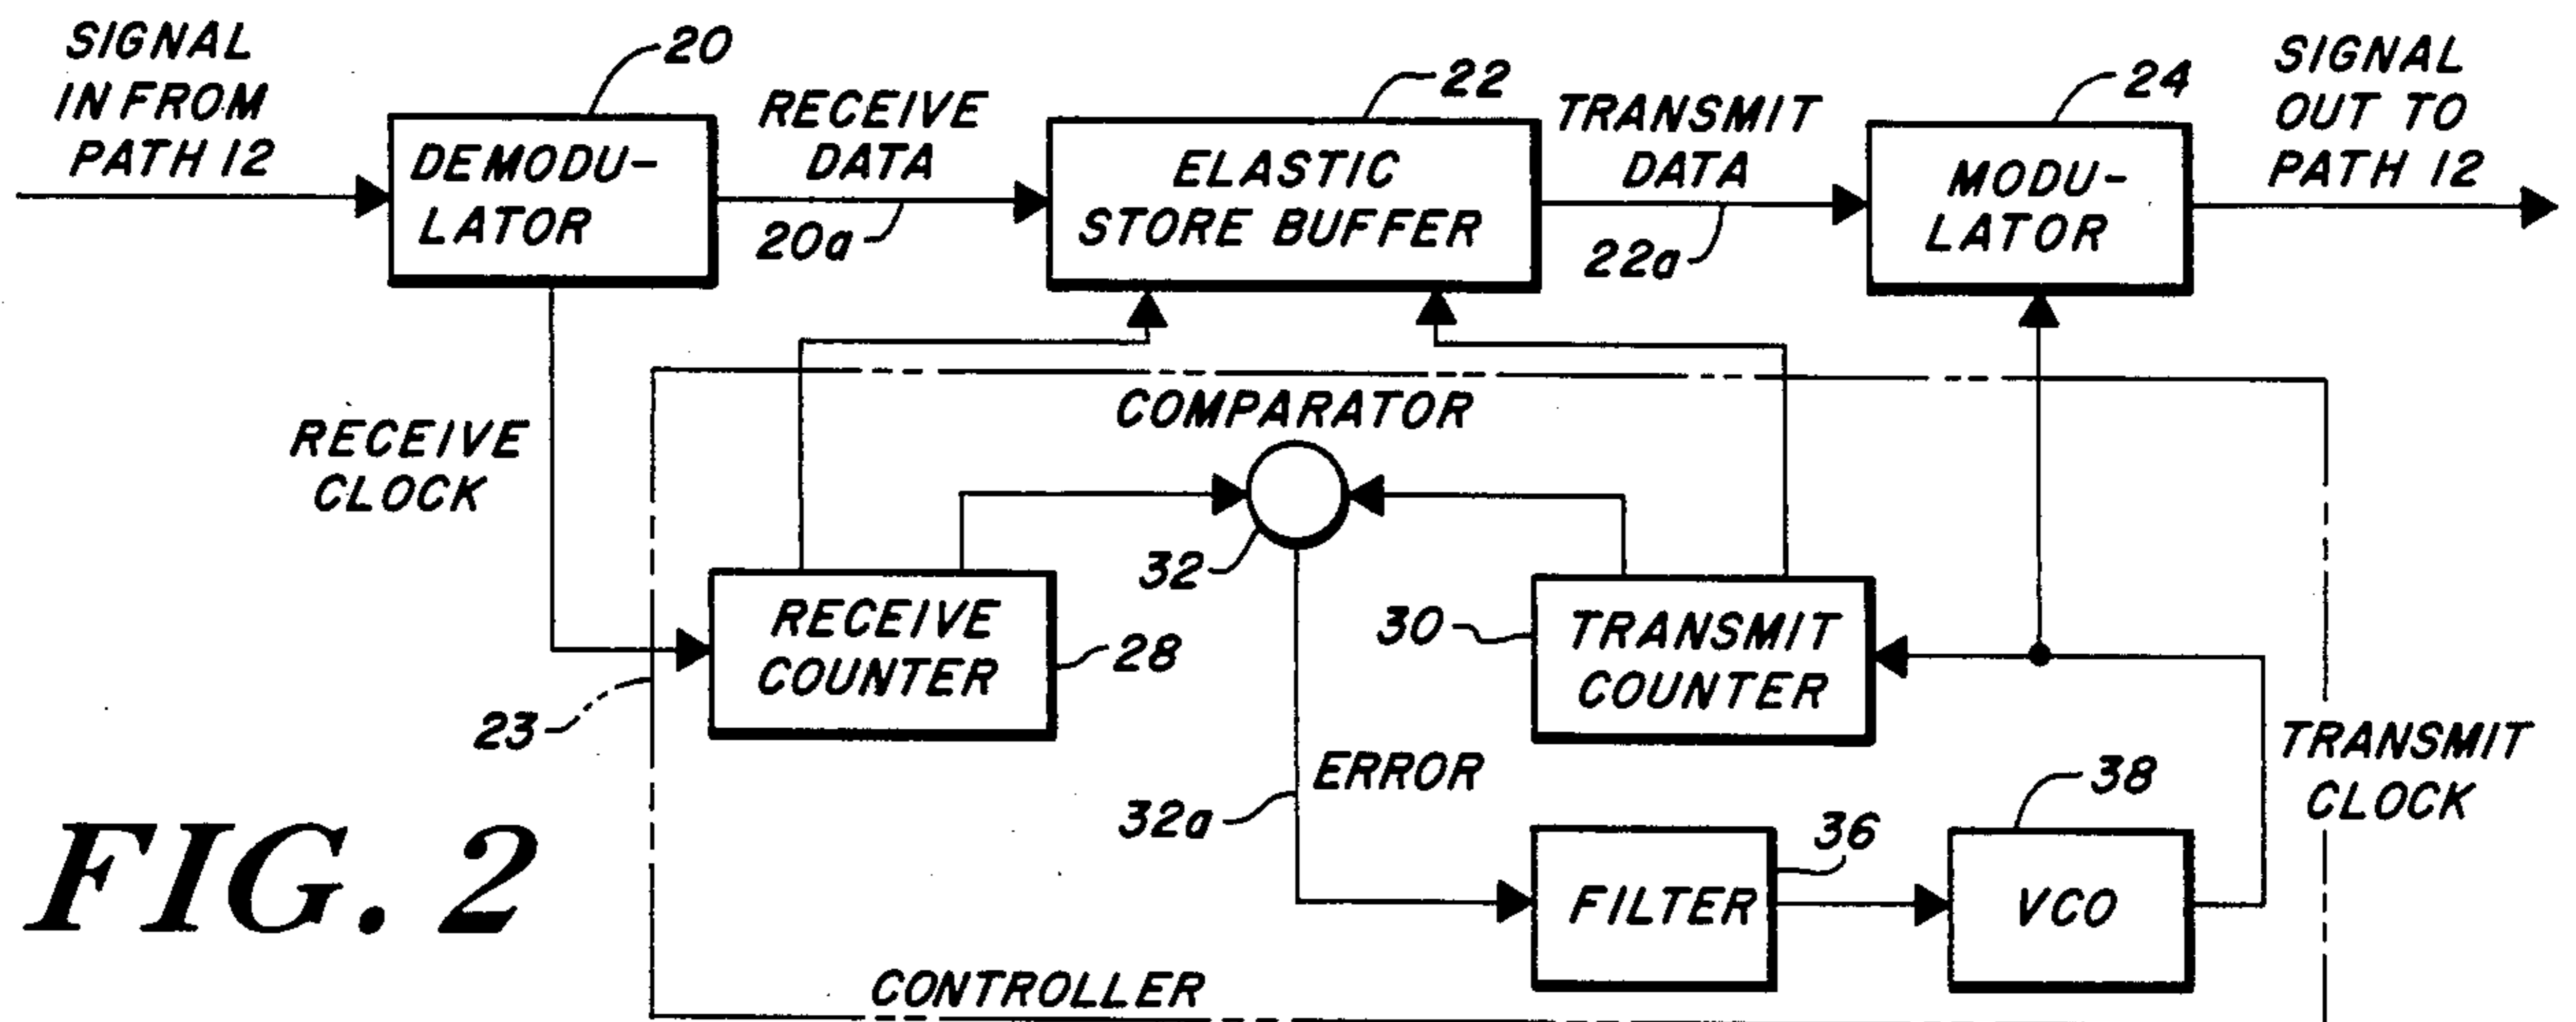 SIGNAL
IN FROM
PATH 12
20
DEMODU-
LATOR
RECEIVE
DATA
20a
22
ELASTIC
STORE BUFFER
TRANSMIT
DATA
22a
24
MODU-
LATOR
SIGNAL
OUT TO
PATH 12
RECEIVE
CLOCK
COMPARATOR
32
RECEIVE
COUNTER
28
23
30
TRANSMIT
COUNTER
ERROR
32a
TRANSMIT
CLOCK
36
FILTER
38
VCO
CONTROLLER
FIG. 2